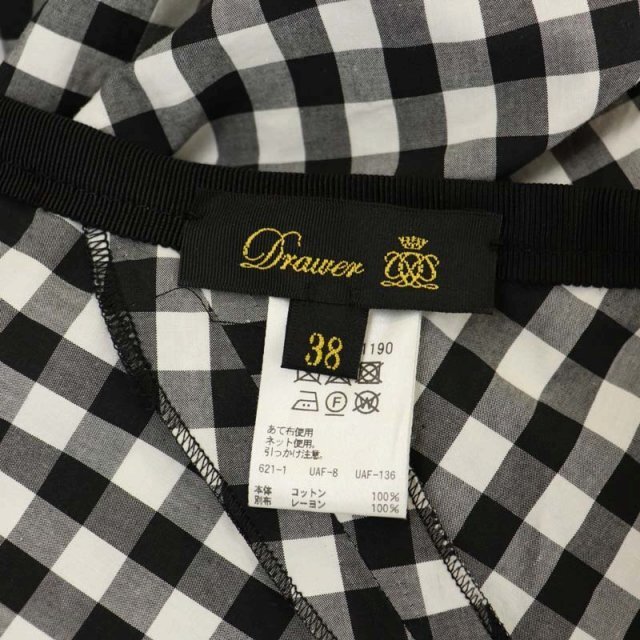 Drawer
38
1190
あて布使用
ネット使用.
引っかけ注意.
621-1 UAF-8 UAF-136
本体 コットン 100%
別布 レーヨン 100%